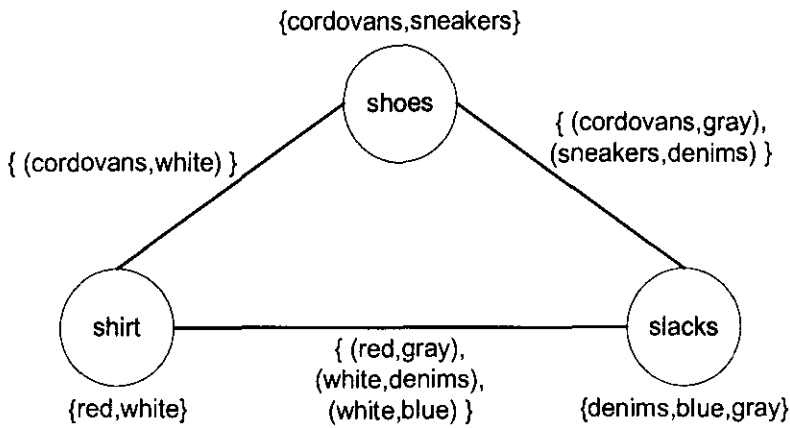 {cordovans,sneakers}
shoes
{ (cordovans,gray),
(sneakers,denims) }
{ (cordovans,white) }
shirt
slacks
{ (red,gray),
(white,denims),
(white,blue) }
{red,white}
{denims,blue,gray}